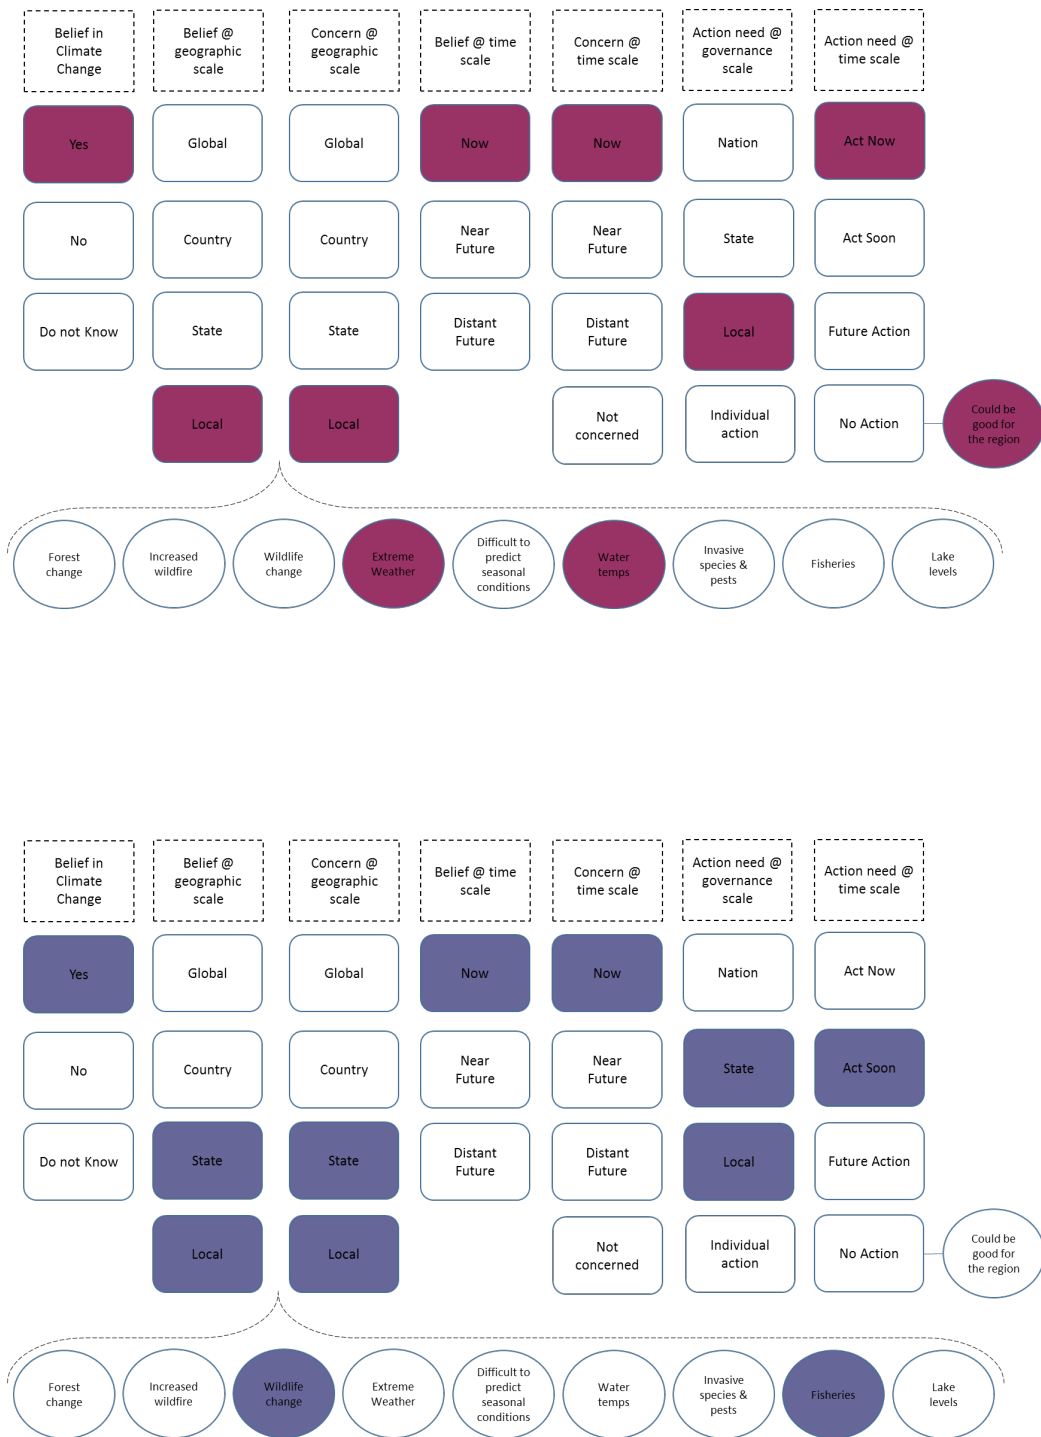 Belief in
Climate
Change
Belief @
geographic
scale
Concern @
geographic
scale
Belief @ time
scale
Concern @
time scale
Action need @
governance
scale
Action need @
time scale
Yes
Global
Global
Now
Now
Nation
Act Now
No
Country
Country
Near
Future
Near
Future
State
Act Soon
Do not Know
State
State
Distant
Future
Distant
Future
Local
Future Action
Local
Local
Not
concerned
Individual
action
No Action
Could be
good for
the region
Forest
change
Increased
wildfire
Wildlife
change
Extreme
Weather
Difficult to
predict
seasonal
conditions
Water
temps
Invasive
species &
pests
Fisheries
Lake
levels
Belief in
Climate
Change
Belief @
geographic
scale
Concern @
geographic
scale
Belief @ time
scale
Concern @
time scale
Action need @
governance
scale
Action need @
time scale
Yes
Global
Global
Now
Now
Nation
Act Now
No
Country
Country
Near
Future
Near
Future
State
Act Soon
Do not Know
State
State
Distant
Future
Distant
Future
Local
Future Action
Local
Local
Not
concerned
Individual
action
No Action
Could be
good for
the region
Forest
change
Increased
wildfire
Wildlife
change
Extreme
Weather
Difficult to
predict
seasonal
conditions
Water
temps
Invasive
species &
pests
Fisheries
Lake
levels